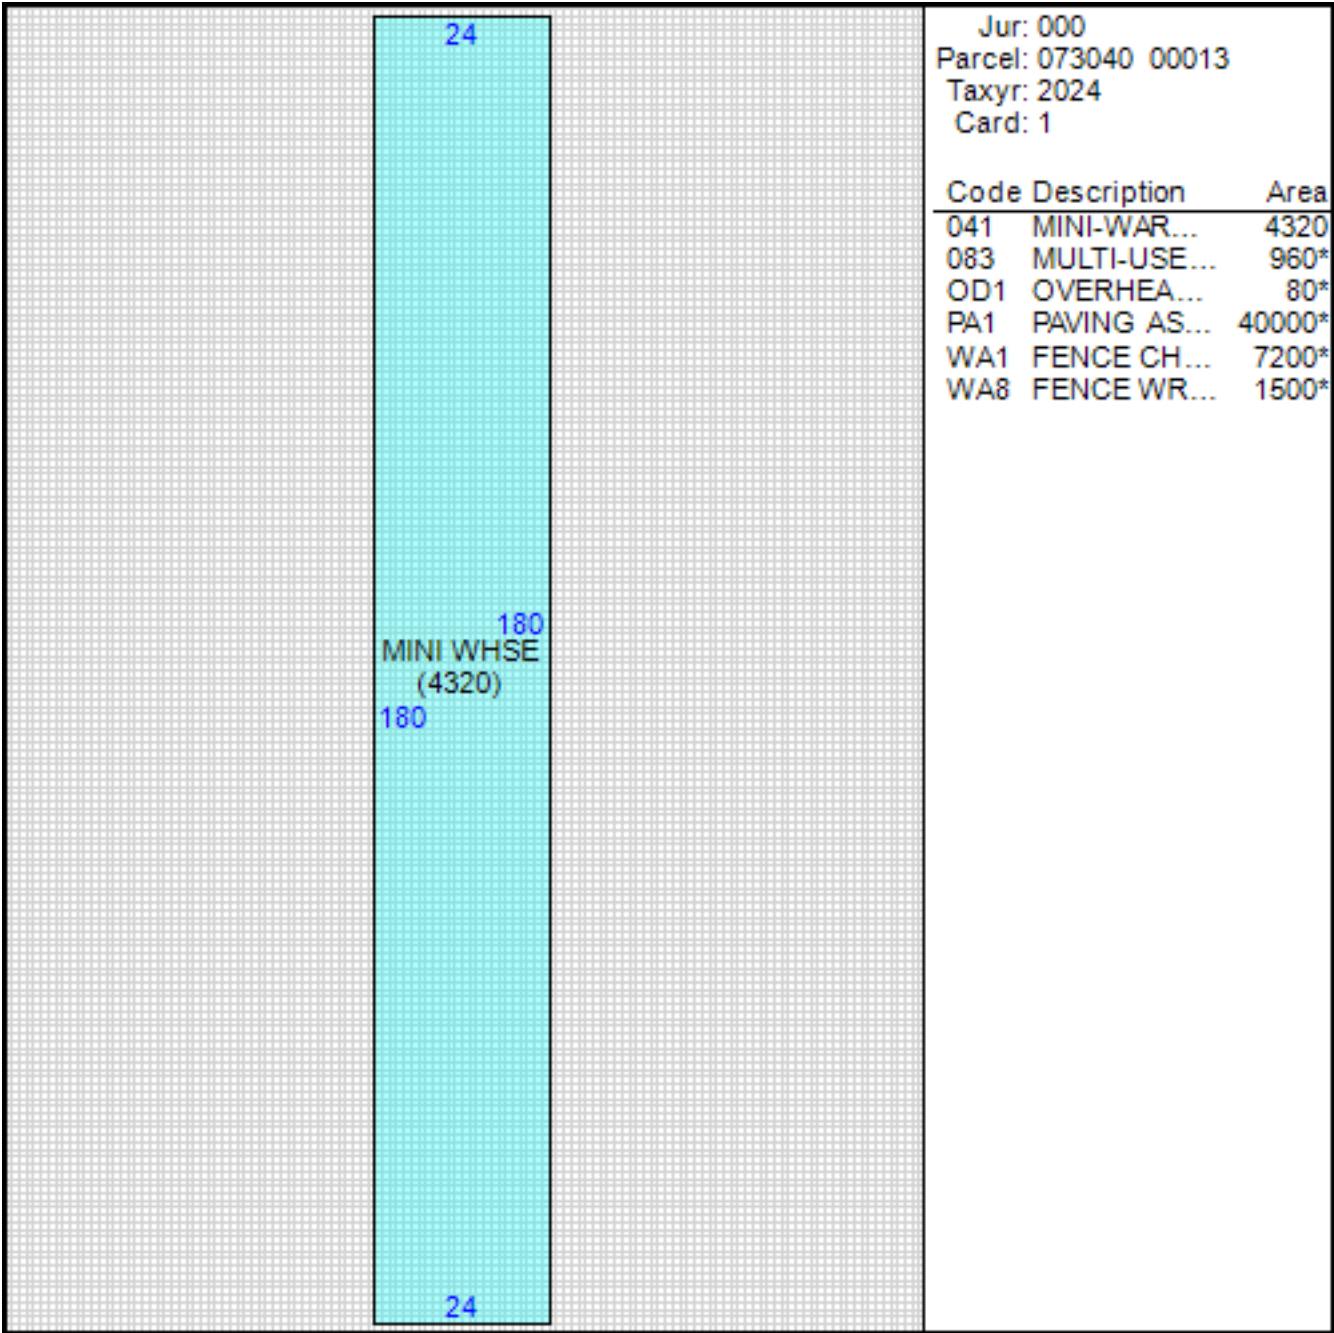 24
180
MINI WHSE
(4320)
180
24
Jur: 000
Parcel: 073040 00013
Taxyr: 2024
Card: 1
Code Description Area
041 MINI-WAR... 4320
083 MULTI-USE... 960*
OD1 OVERHEA... 80*
PA1 PAVING AS... 40000*
WA1 FENCE CH... 7200*
WA8 FENCE WR... 1500*